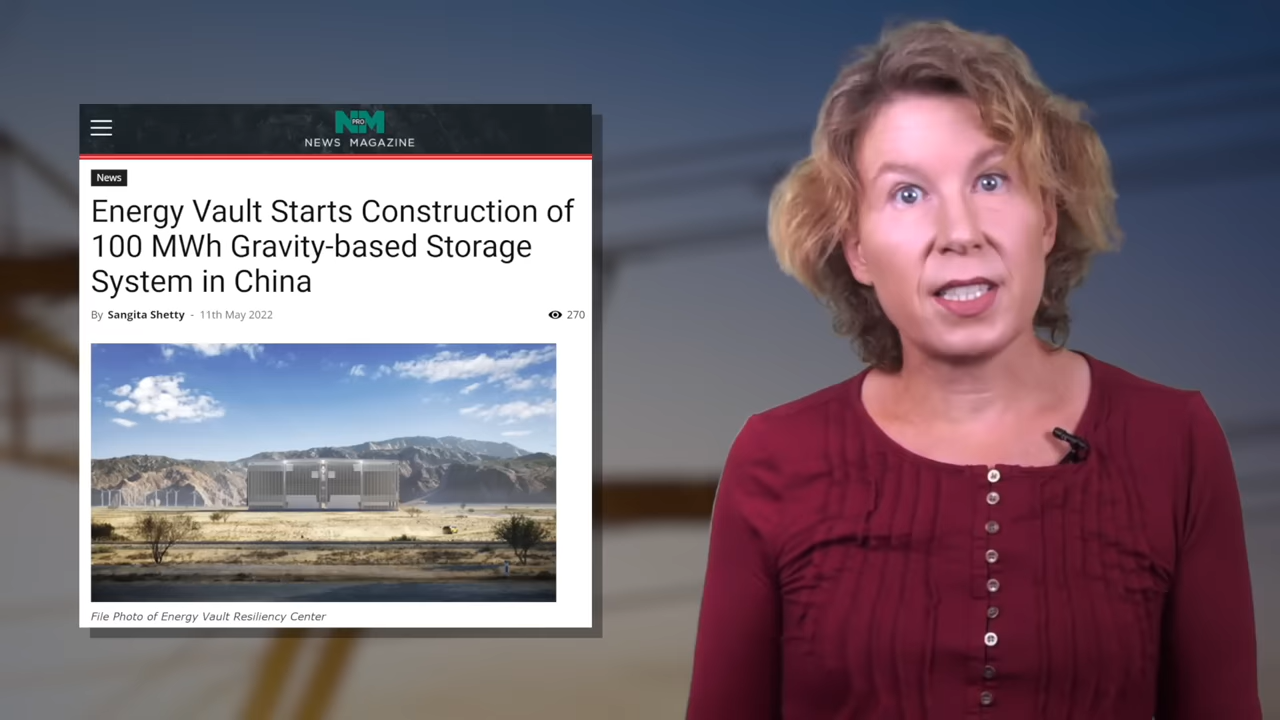 NM
PRO
NEWS MAGAZINE
News
Energy Vault Starts Construction of
100 MWh Gravity-based Storage
System in China
By Sangita Shetty - 11th May 2022
270
File Photo of Energy Vault Resiliency Center